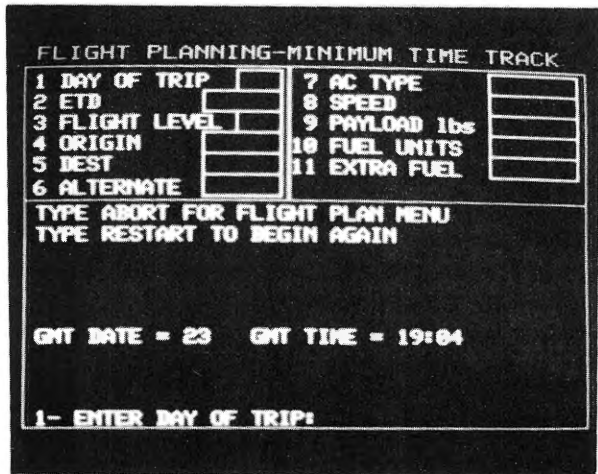 FLIGHT PLANNING-MINIMUM TIME TRACK
1 DAY OF TRIP
2 ETD
3 FLIGHT LEVEL
4 ORIGIN
5 DEST
6 ALTERNATE
7 AC TYPE
8 SPEED
9 PAYLOAD lbs
10 FUEL UNITS
11 EXTRA FUEL
TYPE ABORT FOR FLIGHT PLAN MENU
TYPE RESTART TO BEGIN AGAIN
GMT DATE = 23 GMT TIME = 19:04
1- ENTER DAY OF TRIP: